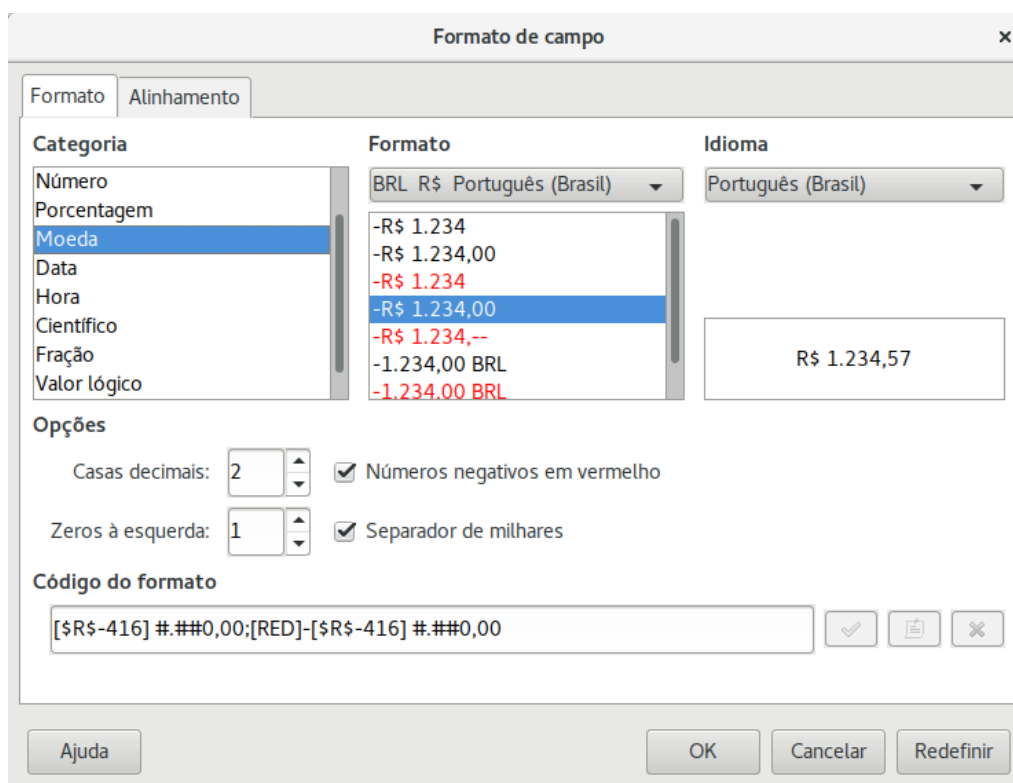 Formato de campo
Formato
Alinhamento
Categoria
Número
Porcentagem
Moeda
Data
Hora
Científico
Fração
Valor lógico
Formato
BRL R$ Português (Brasil)
-R$ 1.234
-R$ 1.234,00
-R$ 1.234
-R$ 1.234,00
-R$ 1.234,--
-1.234,00 BRL
-1.234,00 BRL
Idioma
Português (Brasil)
R$ 1.234,57
Opções
Casas decimais: 2
Números negativos em vermelho
Zeros à esquerda: 1
Separador de milhares
Código do formato
[$R$-416] #.##0,00;[RED]-[$R$-416] #.##0,00
Ajuda
OK
Cancelar
Redefinir